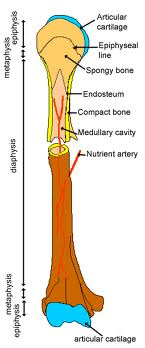 Articular
cartilage
epiphysis
Epiphyseal
line
metaphysis
Spongy bone
Endosteum
Compact bone
Medullary cavity
Nutrient artery
diaphysis
metaphysis
epiphysis
articular cartilage